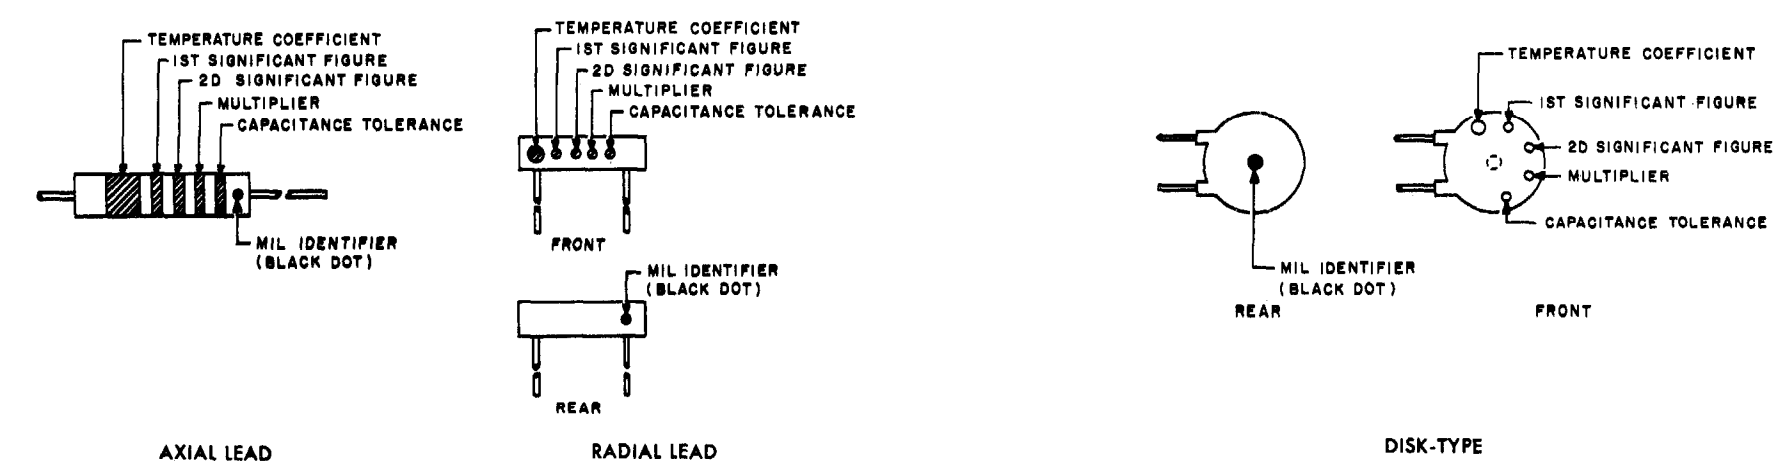 TEMPERATURE COEFFICIENT
1ST SIGNIFICANT FIGURE
2D SIGNIFICANT FIGURE
MULTIPLIER
CAPACITANCE TOLERANCE
MIL IDENTIFIER
(BLACK DOT)
AXIAL LEAD
TEMPERATURE COEFFICIENT
1ST SIGNIFICANT FIGURE
2D SIGNIFICANT FIGURE
MULTIPLIER
CAPACITANCE TOLERANCE
FRONT
MIL IDENTIFIER
(BLACK DOT)
REAR
RADIAL LEAD
MIL IDENTIFIER
(BLACK DOT)
REAR
TEMPERATURE COEFFICIENT
1ST SIGNIFICANT FIGURE
2D SIGNIFICANT FIGURE
MULTIPLIER
CAPACITANCE TOLERANCE
FRONT
DISK-TYPE